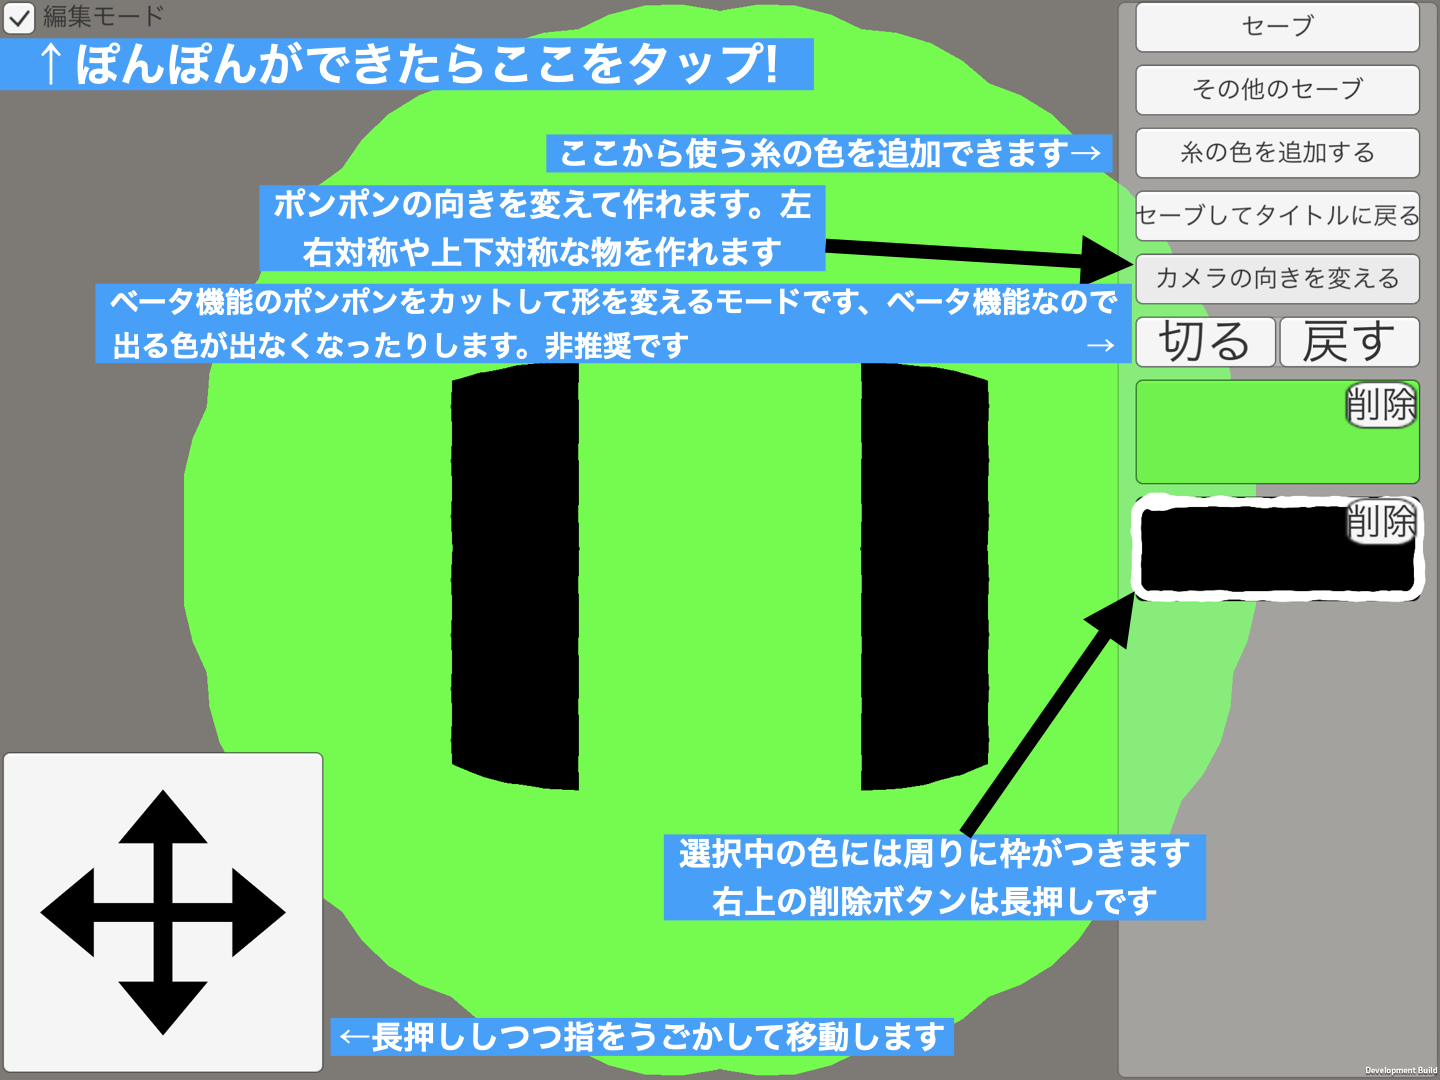 編集モード
↑ぽんぽんができたらここをタップ!
ここから使う糸の色を追加できます→
ポンポンの向きを変えて作れます。左
右対称や上下対称な物を作れます
ベータ機能のポンポンをカットして形を変えるモードです、ベータ機能なので
出る色が出なくなったりします。非推奨です →
セーブ
その他のセーブ
糸の色を追加する
セーブしてタイトルに戻る
カメラの向きを変える
切る 戻す
削除
削除
選択中の色には周りに枠がつきます
右上の削除ボタンは長押しです
←長押ししつつ指をうごかして移動します
Development Build